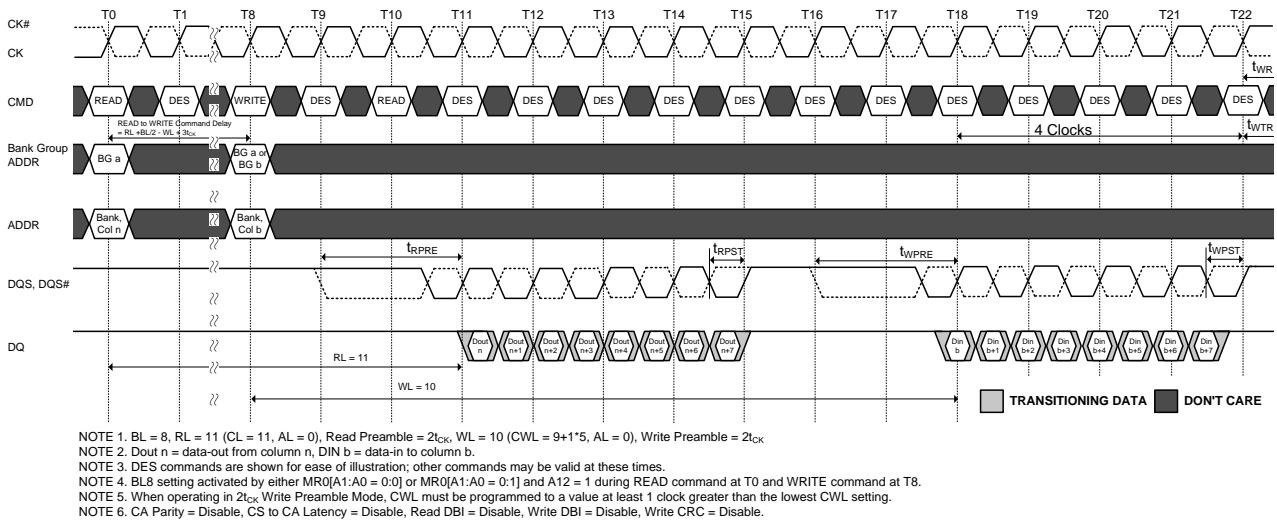 T0 T1 T8 T9 T10 T11 T12 T13 T14 T15 T16 T17 T18 T19 T20 T21 T22
CK#
CK
tWR
CMD READ DES WRITE DES READ DES DES DES DES DES DES DES DES DES DES DES DES
READ to WRITE Command Delay
= RL +BL/2 - WL + 3tCK
4 Clocks
tWTR
Bank Group
ADDR
BG a
BG a or
BG b
ADDR
Bank,
Col n
Bank,
Col b
tRPRE tRPST tWPRE tWPST
DQS, DQS#
DQ
Dout
n
Dout
n+1
Dout
n+2
Dout
n+3
Dout
n+4
Dout
n+5
Dout
n+6
Dout
n+7
Din
b
Din
b+1
Din
b+2
Din
b+3
Din
b+4
Din
b+5
Din
b+6
Din
b+7
RL = 11
WL = 10
TRANSITIONING DATA DON'T CARE
NOTE 1. BL = 8, RL = 11 (CL = 11, AL = 0), Read Preamble = 2tCK, WL = 10 (CWL = 9+1*5, AL = 0), Write Preamble = 2tCK
NOTE 2. Dout n = data-out from column n, DIN b = data-in to column b.
NOTE 3. DES commands are shown for ease of illustration; other commands may be valid at these times.
NOTE 4. BL8 setting activated by either MR0[A1:A0 = 0:0] or MR0[A1:A0 = 0:1] and A12 = 1 during READ command at T0 and WRITE command at T8.
NOTE 5. When operating in 2tCK Write Preamble Mode, CWL must be programmed to a value at least 1 clock greater than the lowest CWL setting.
NOTE 6. CA Parity = Disable, CS to CA Latency = Disable, Read DBI = Disable, Write DBI = Disable, Write CRC = Disable.